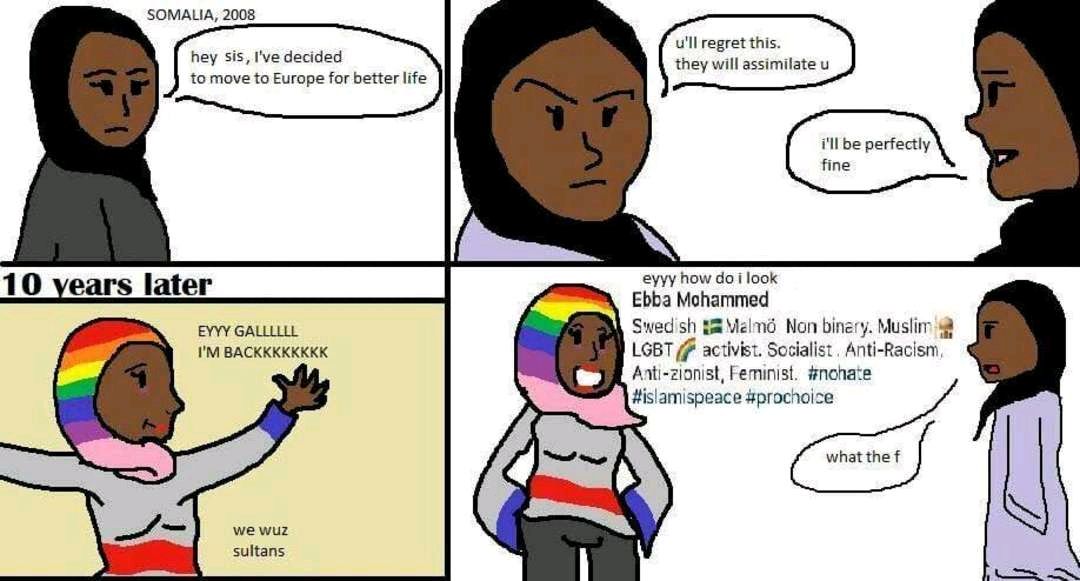 SOMALIA, 2008
hey sis, I've decided
to move to Europe for better life
u'll regret this.
they will assimilate u
i'll be perfectly
fine
10 years later
EYYY GALLLLLL
I'M BACKKKKKKKK
we wuz
sultans
eyyy how do i look
Ebba Mohammed
Swedish 🇸🇪 Malmö Non binary. Muslim 🕌
LGBT 🌈 activist. Socialist. Anti-Racism,
Anti-zionist, Feminist. #nohate
#islamispeace #prochoice
what the f